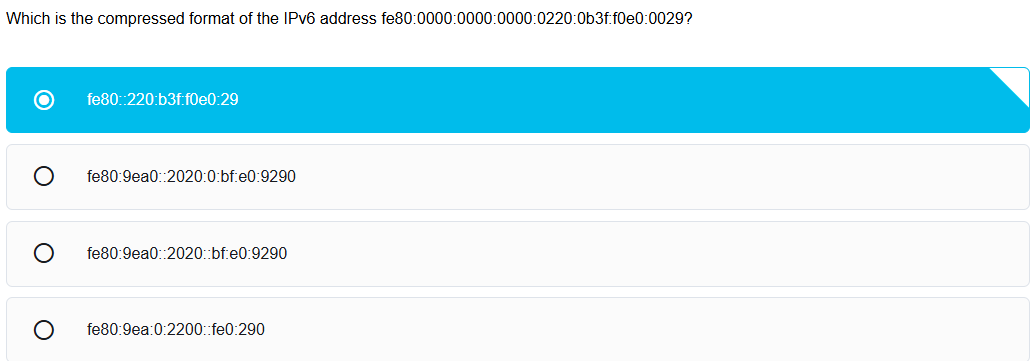 Which is the compressed format of the IPv6 address fe80:0000:0000:0000:0220:0b3f:f0e0:0029?
fe80::220:b3f:f0e0:29
fe80:9ea0::2020:0:bf:e0:9290
fe80:9ea0::2020::bf:e0:9290
fe80:9ea:0:2200::fe0:290